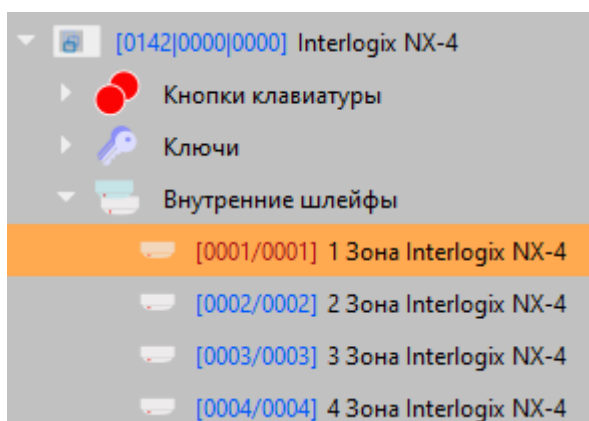 [0142|0000|0000] Interlogix NX-4
Кнопки клавиатуры
Ключи
Внутренние шлейфы
[0001/0001] 1 Зона Interlogix NX-4
[0002/0002] 2 Зона Interlogix NX-4
[0003/0003] 3 Зона Interlogix NX-4
[0004/0004] 4 Зона Interlogix NX-4